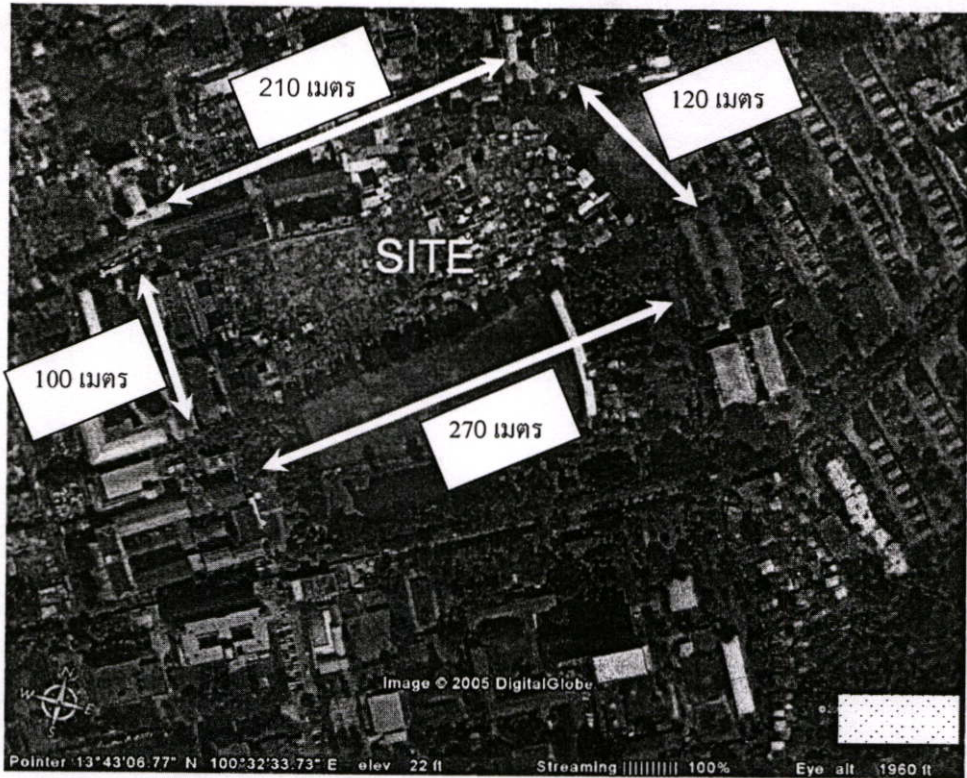 210 เมตร
120 เมตร
SITE
100 เมตร
270 เมตร
N
W E
S
Image © 2005 DigitalGlobe
Pointer 13°43'06.77" N 100°32'33.73" E elev 22 ft Streaming |||||||||| 100% Eye alt 1960 ft